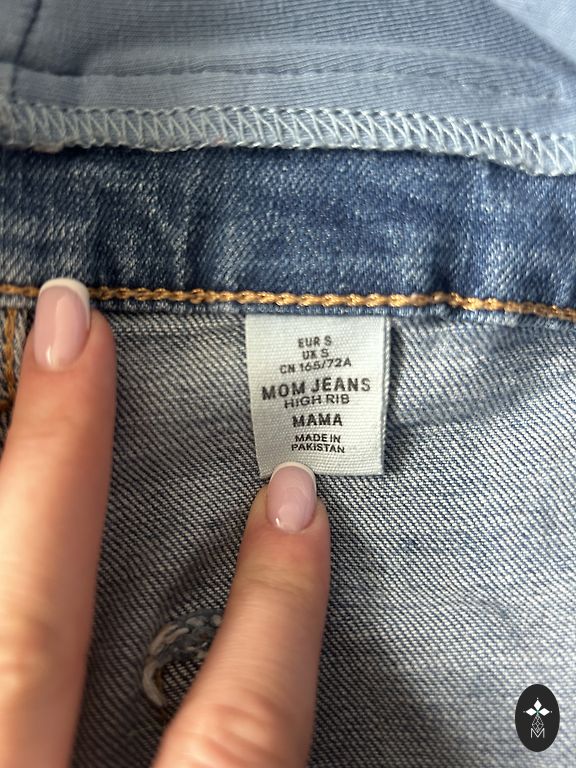 EUR S
UK S
CN 165/72A
MOM JEANS
HIGH RIB
MAMA
MADE IN
PAKISTAN
M